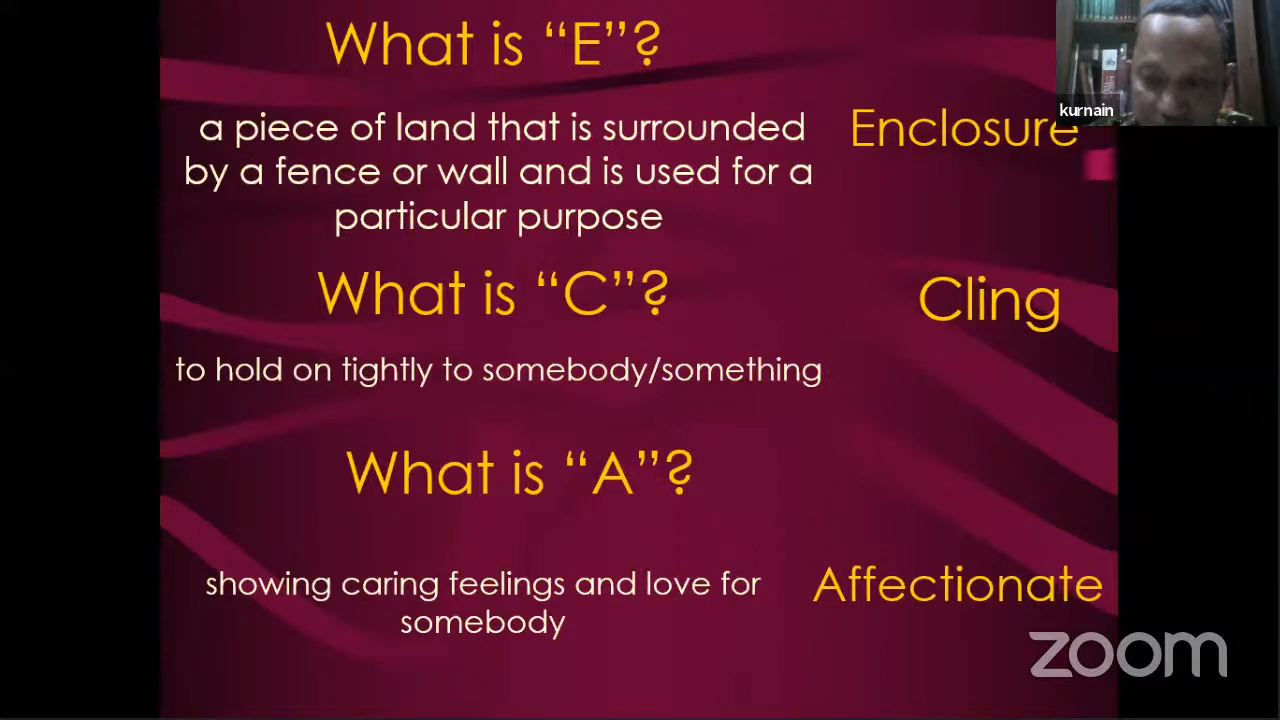 What is “E”?
kurnain
a piece of land that is surrounded
by a fence or wall and is used for a
particular purpose
Enclosure
What is “C”?
Cling
to hold on tightly to somebody/something
What is “A”?
showing caring feelings and love for
somebody
Affectionate
zoom